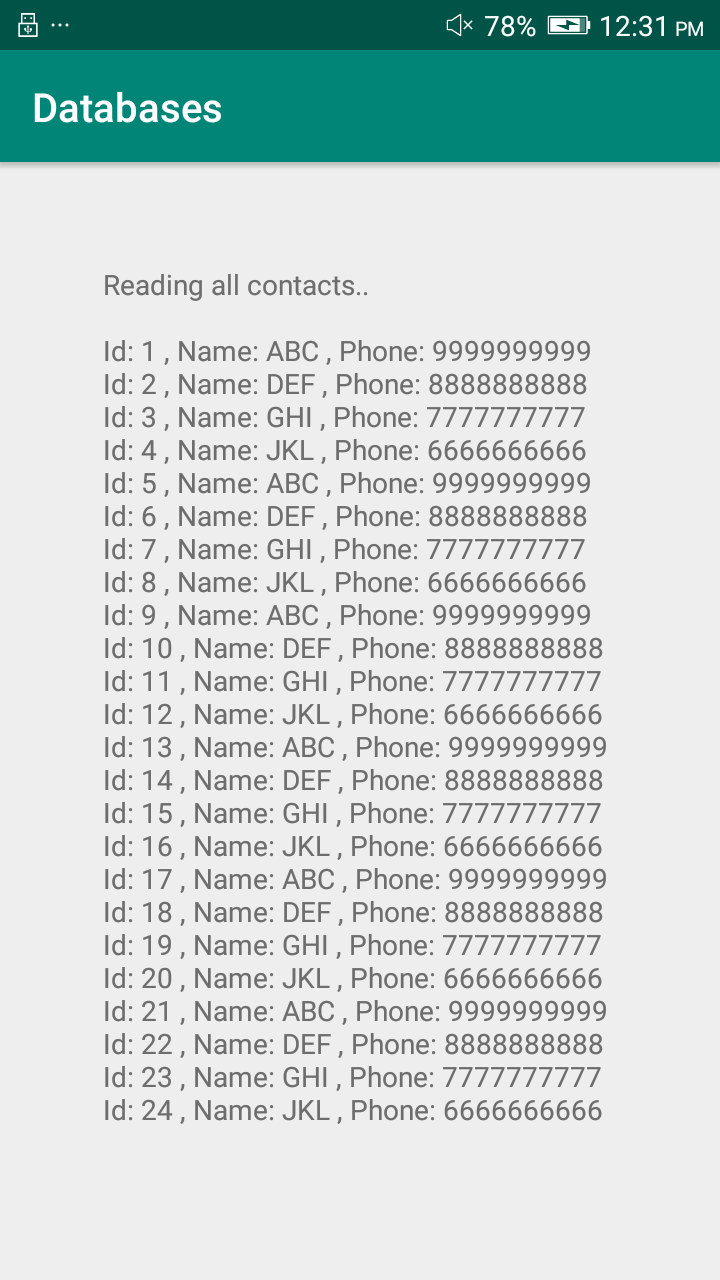 ... 78% 12:31 PM
Databases
Reading all contacts..
Id: 1 , Name: ABC , Phone: 9999999999
Id: 2 , Name: DEF , Phone: 8888888888
Id: 3 , Name: GHI , Phone: 7777777777
Id: 4 , Name: JKL , Phone: 6666666666
Id: 5 , Name: ABC , Phone: 9999999999
Id: 6 , Name: DEF , Phone: 8888888888
Id: 7 , Name: GHI , Phone: 7777777777
Id: 8 , Name: JKL , Phone: 6666666666
Id: 9 , Name: ABC , Phone: 9999999999
Id: 10 , Name: DEF , Phone: 8888888888
Id: 11 , Name: GHI , Phone: 7777777777
Id: 12 , Name: JKL , Phone: 6666666666
Id: 13 , Name: ABC , Phone: 9999999999
Id: 14 , Name: DEF , Phone: 8888888888
Id: 15 , Name: GHI , Phone: 7777777777
Id: 16 , Name: JKL , Phone: 6666666666
Id: 17 , Name: ABC , Phone: 9999999999
Id: 18 , Name: DEF , Phone: 8888888888
Id: 19 , Name: GHI , Phone: 7777777777
Id: 20 , Name: JKL , Phone: 6666666666
Id: 21 , Name: ABC , Phone: 9999999999
Id: 22 , Name: DEF , Phone: 8888888888
Id: 23 , Name: GHI , Phone: 7777777777
Id: 24 , Name: JKL , Phone: 6666666666